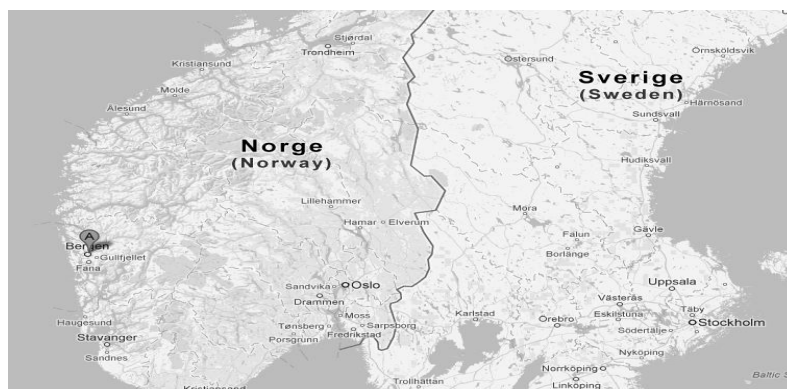 Stjørdal
Trondheim
Kristiansund
Molde
Ålesund
Norge
(Norway)
Lillehammer
Hamar
Elverum
A
Bergen
Gullfjellet
Fana
Sandvika
Oslo
Drammen
Moss
Tønsberg
Sarpsborg
Fredrikstad
Porsgrunn
Haugesund
Stavanger
Sandnes
Kristiansand
Örnsköldsvik
Östersund
Sverige
(Sweden)
Härnösand
Sundsvall
Hudiksvall
Mora
Falun
Gävle
Borlänge
Uppsala
Västerås
Täby
Karlstad
Örebro
Eskilstuna
Stockholm
Södertälje
Nyköping
Norrköping
Trollhättan
Linköping
Baltic S